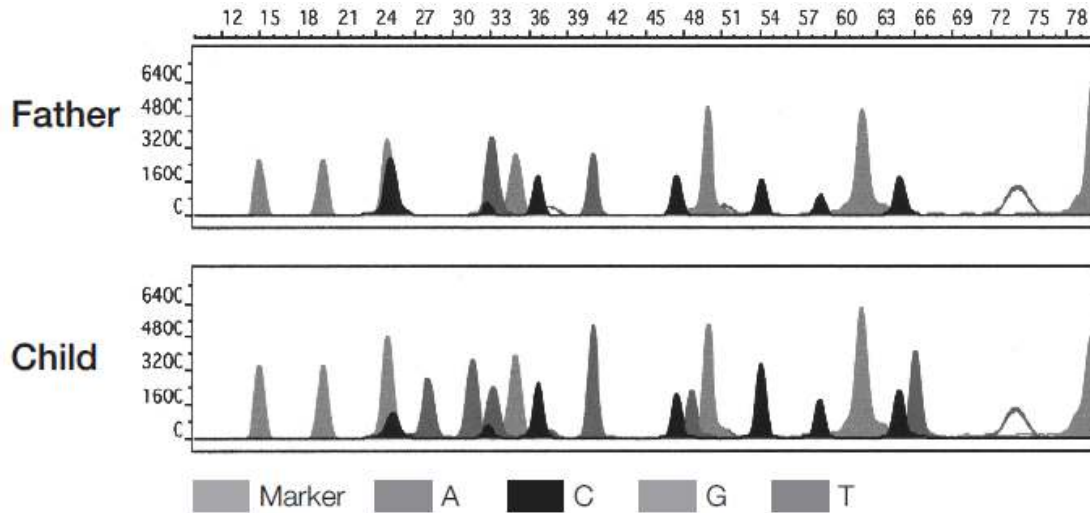 12 15 18 21 24 27 30 33 36 39 42 45 48 51 54 57 60 63 66 69 72 75 78
Father
640C
480C
320C
160C
C
Child
640C
480C
320C
160C
C
Marker A C G T